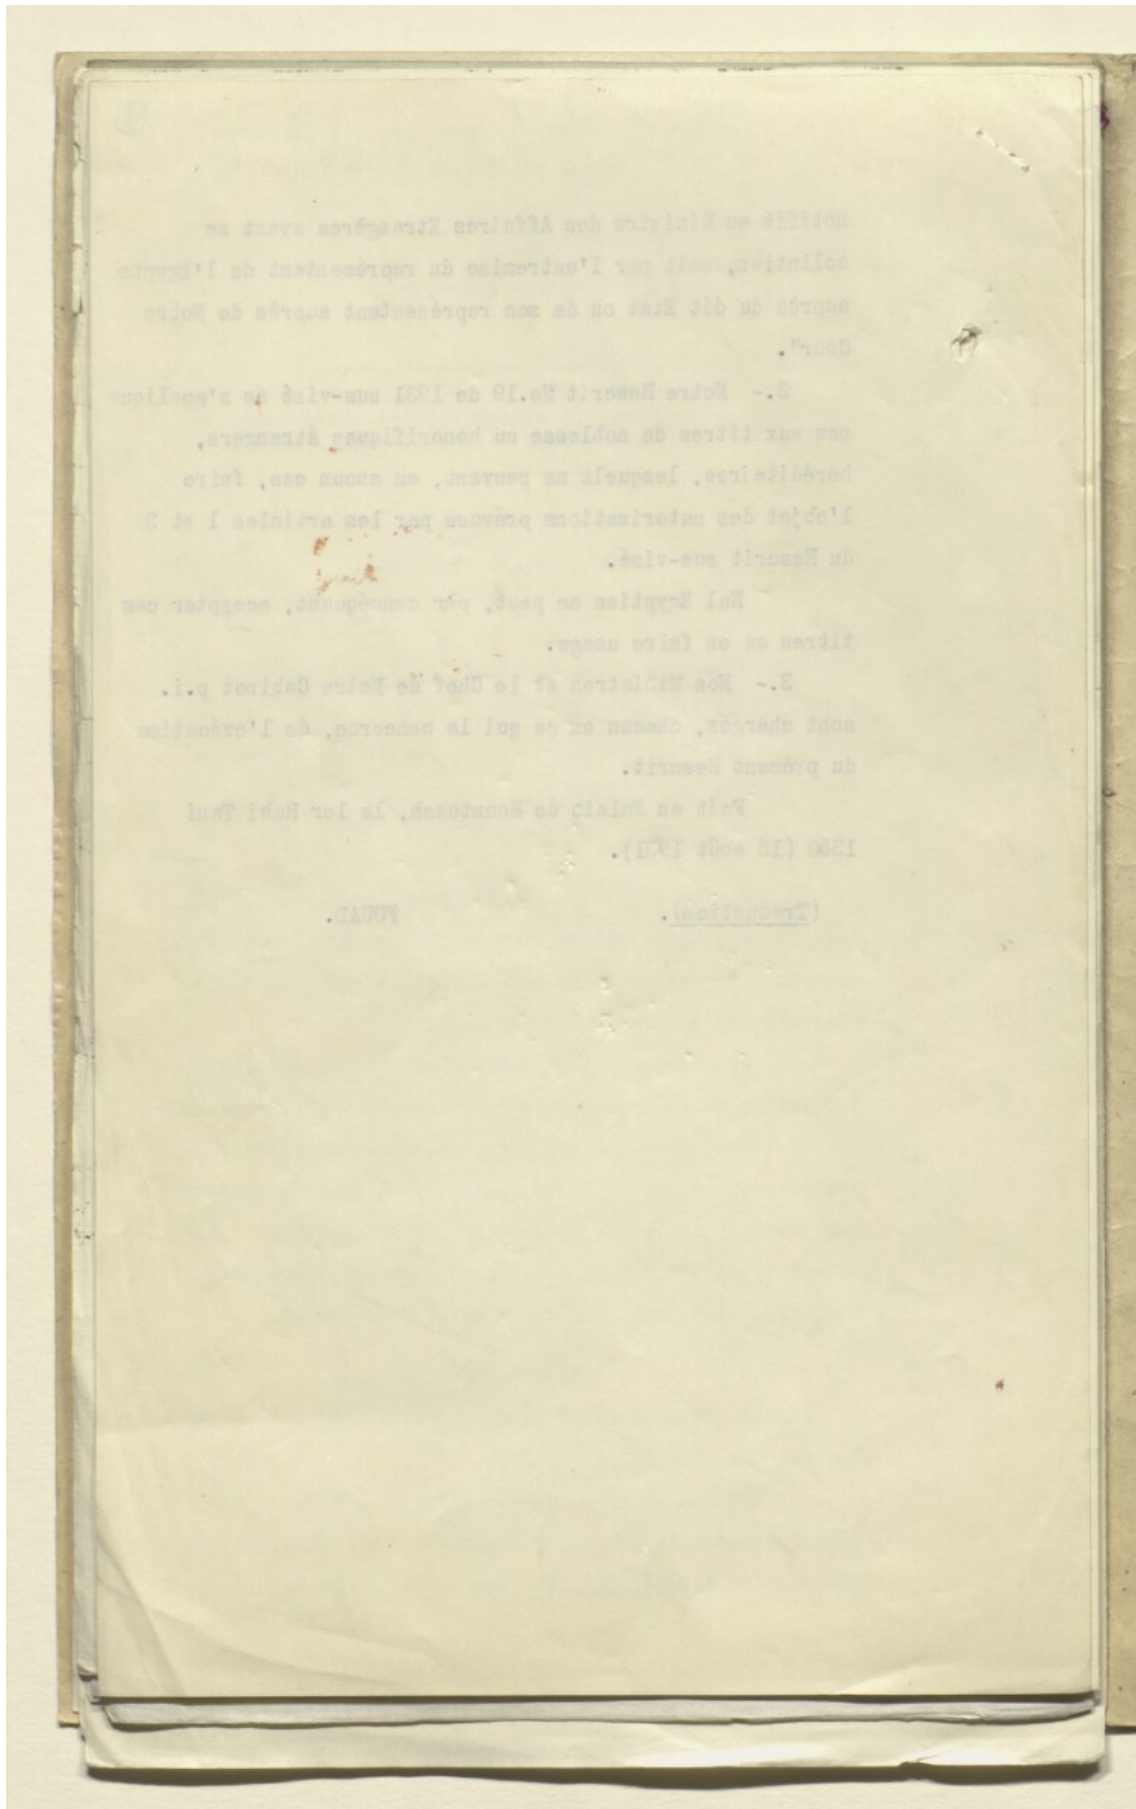 notifié au Ministre des Affaires Etrangères avant sa
collation, soit par l'entremise du représentant de l'Egypte
auprès du dit Etat ou de son représentant auprès de Notre
Cour".
2.- Notre Rescrit No.19 de 1931 sus-visé ne s'applique
pas aux titres de noblesse ou honorifiques étrangers,
héréditaires, lesquels ne peuvent, en aucun cas, faire
l'objet des autorisations prévues par les articles 1 et 3
du Rescrit sus-visé.
Nul Egyptien ne peut, par conséquent, accepter ces
titres ou en faire usage.
3.- Nos Ministres et le Chef de Notre Cabinet p.i.
sont chargés, chacun en ce qui le concerne, de l'exécution
du présent Rescrit.
Fait au Palais de Mountazah, le 1er Rabi Tani
1350 (15 août 1931).
(Traduction). FOUAD.